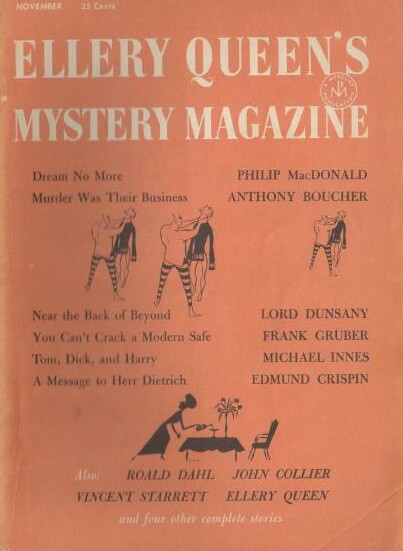 NOVEMBER 35 Cents
ELLERY QUEEN'S
MYSTERY MAGAZINE
MERCURY
PUBLICATION
Dream No More PHILIP MacDONALD
Murder Was Their Business ANTHONY BOUCHER
Near the Back of Beyond LORD DUNSANY
You Can't Crack a Modern Safe FRANK GRUBER
Tom, Dick, and Harry MICHAEL INNES
A Message to Herr Dietrich EDMUND CRISPIN
Also: ROALD DAHL JOHN COLLIER
VINCENT STARRETT ELLERY QUEEN
and four other complete stories